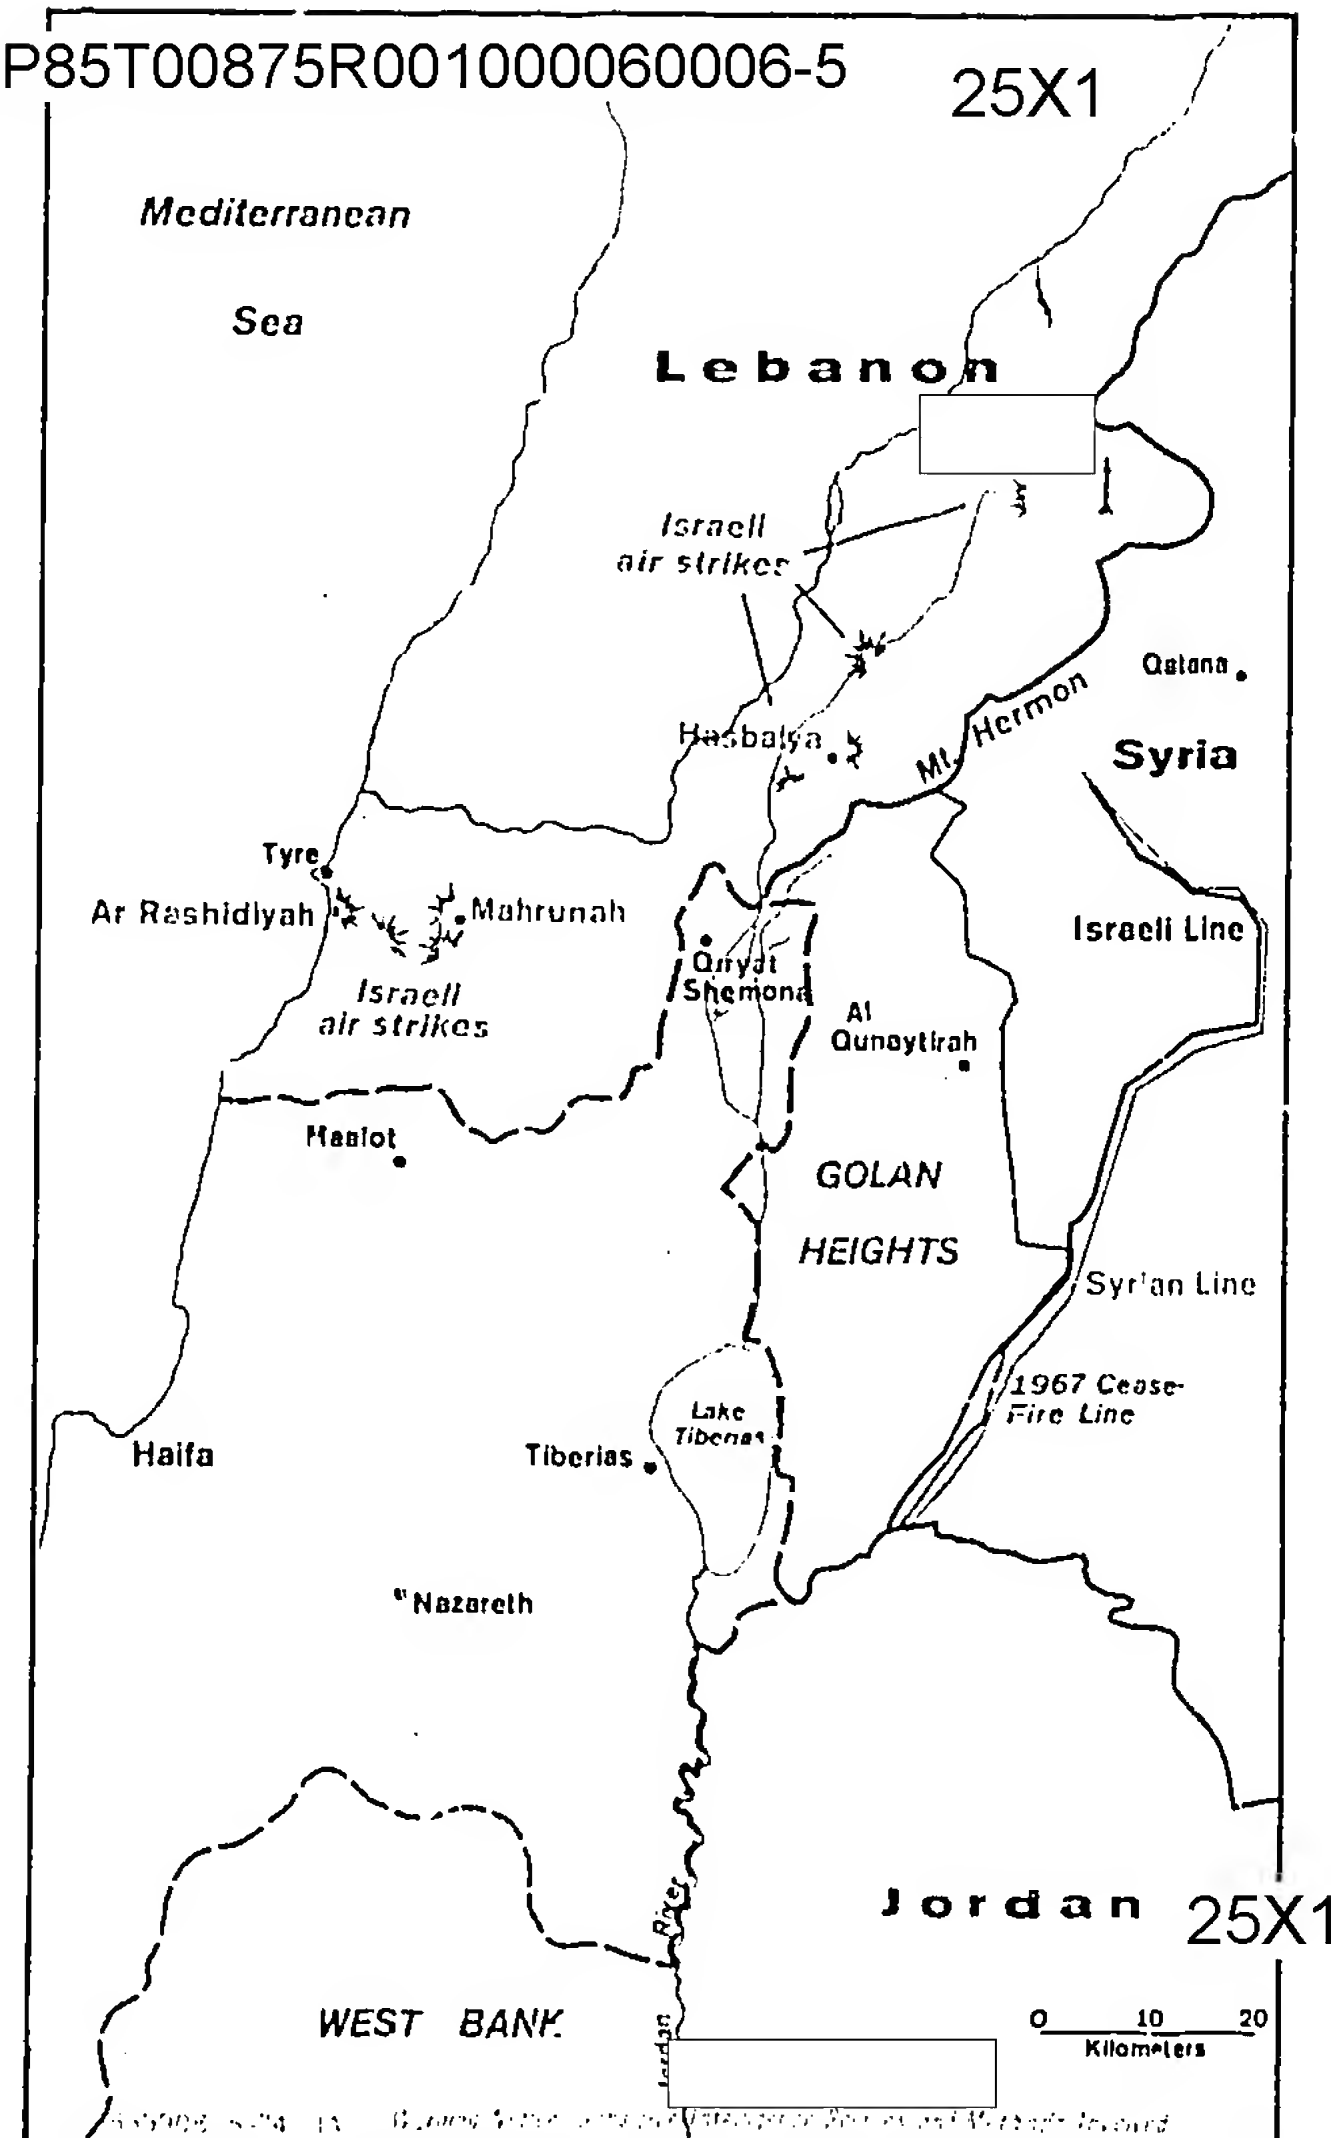 P85T00875R001000060006-5
25X1
Mediterranean
Sea
Lebanon
Israeli
air strikes
Qatana
Mt. Hermon
Hasbaiya
Syria
Tyre
Ar Rashidiyah
Mahrunah
Israeli Line
Qiryat
Shemona
Israeli
air strikes
Al
Qunaytirah
Maalot
GOLAN
HEIGHTS
Syrian Line
1967 Cease-
Fire Line
Lake
Tiberias
Haifa
Tiberias
Nazareth
Jordan River
Jordan
25X1
WEST BANK
0 10 20
Kilometers